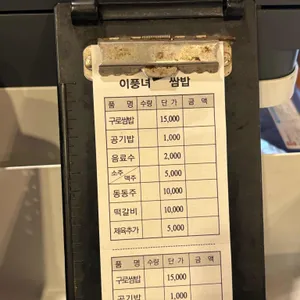 이풍녀 쌈밥
품 명 수량 단 가 금 액
구로쌈밥 15,000
공기밥 1,000
음료수 2,000
소주/맥주 5,000
동동주 10,000
떡갈비 10,000
제육추가 5,000
품 명 수량 단 가 금 액
구로쌈밥 15,000
공기밥 1,000